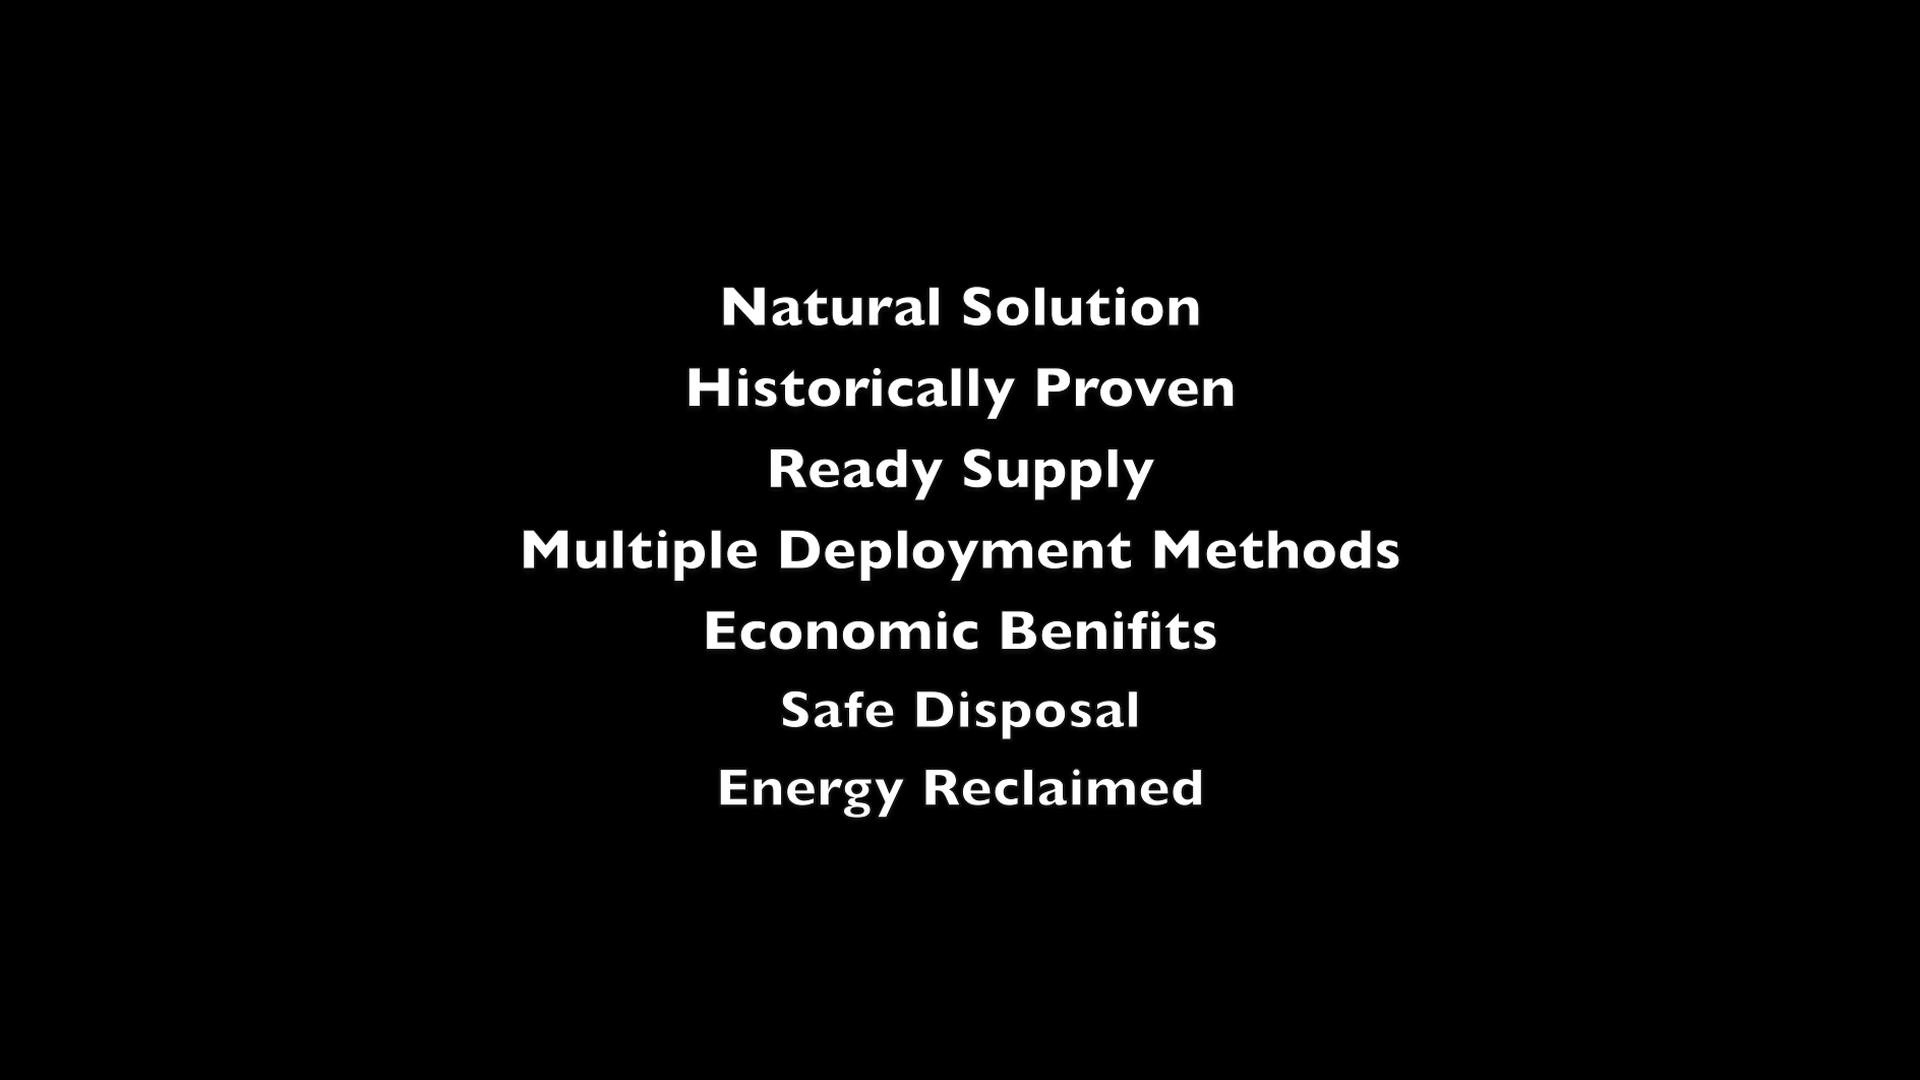 Natural Solution
Historically Proven
Ready Supply
Multiple Deployment Methods
Economic Benifits
Safe Disposal
Energy Reclaimed